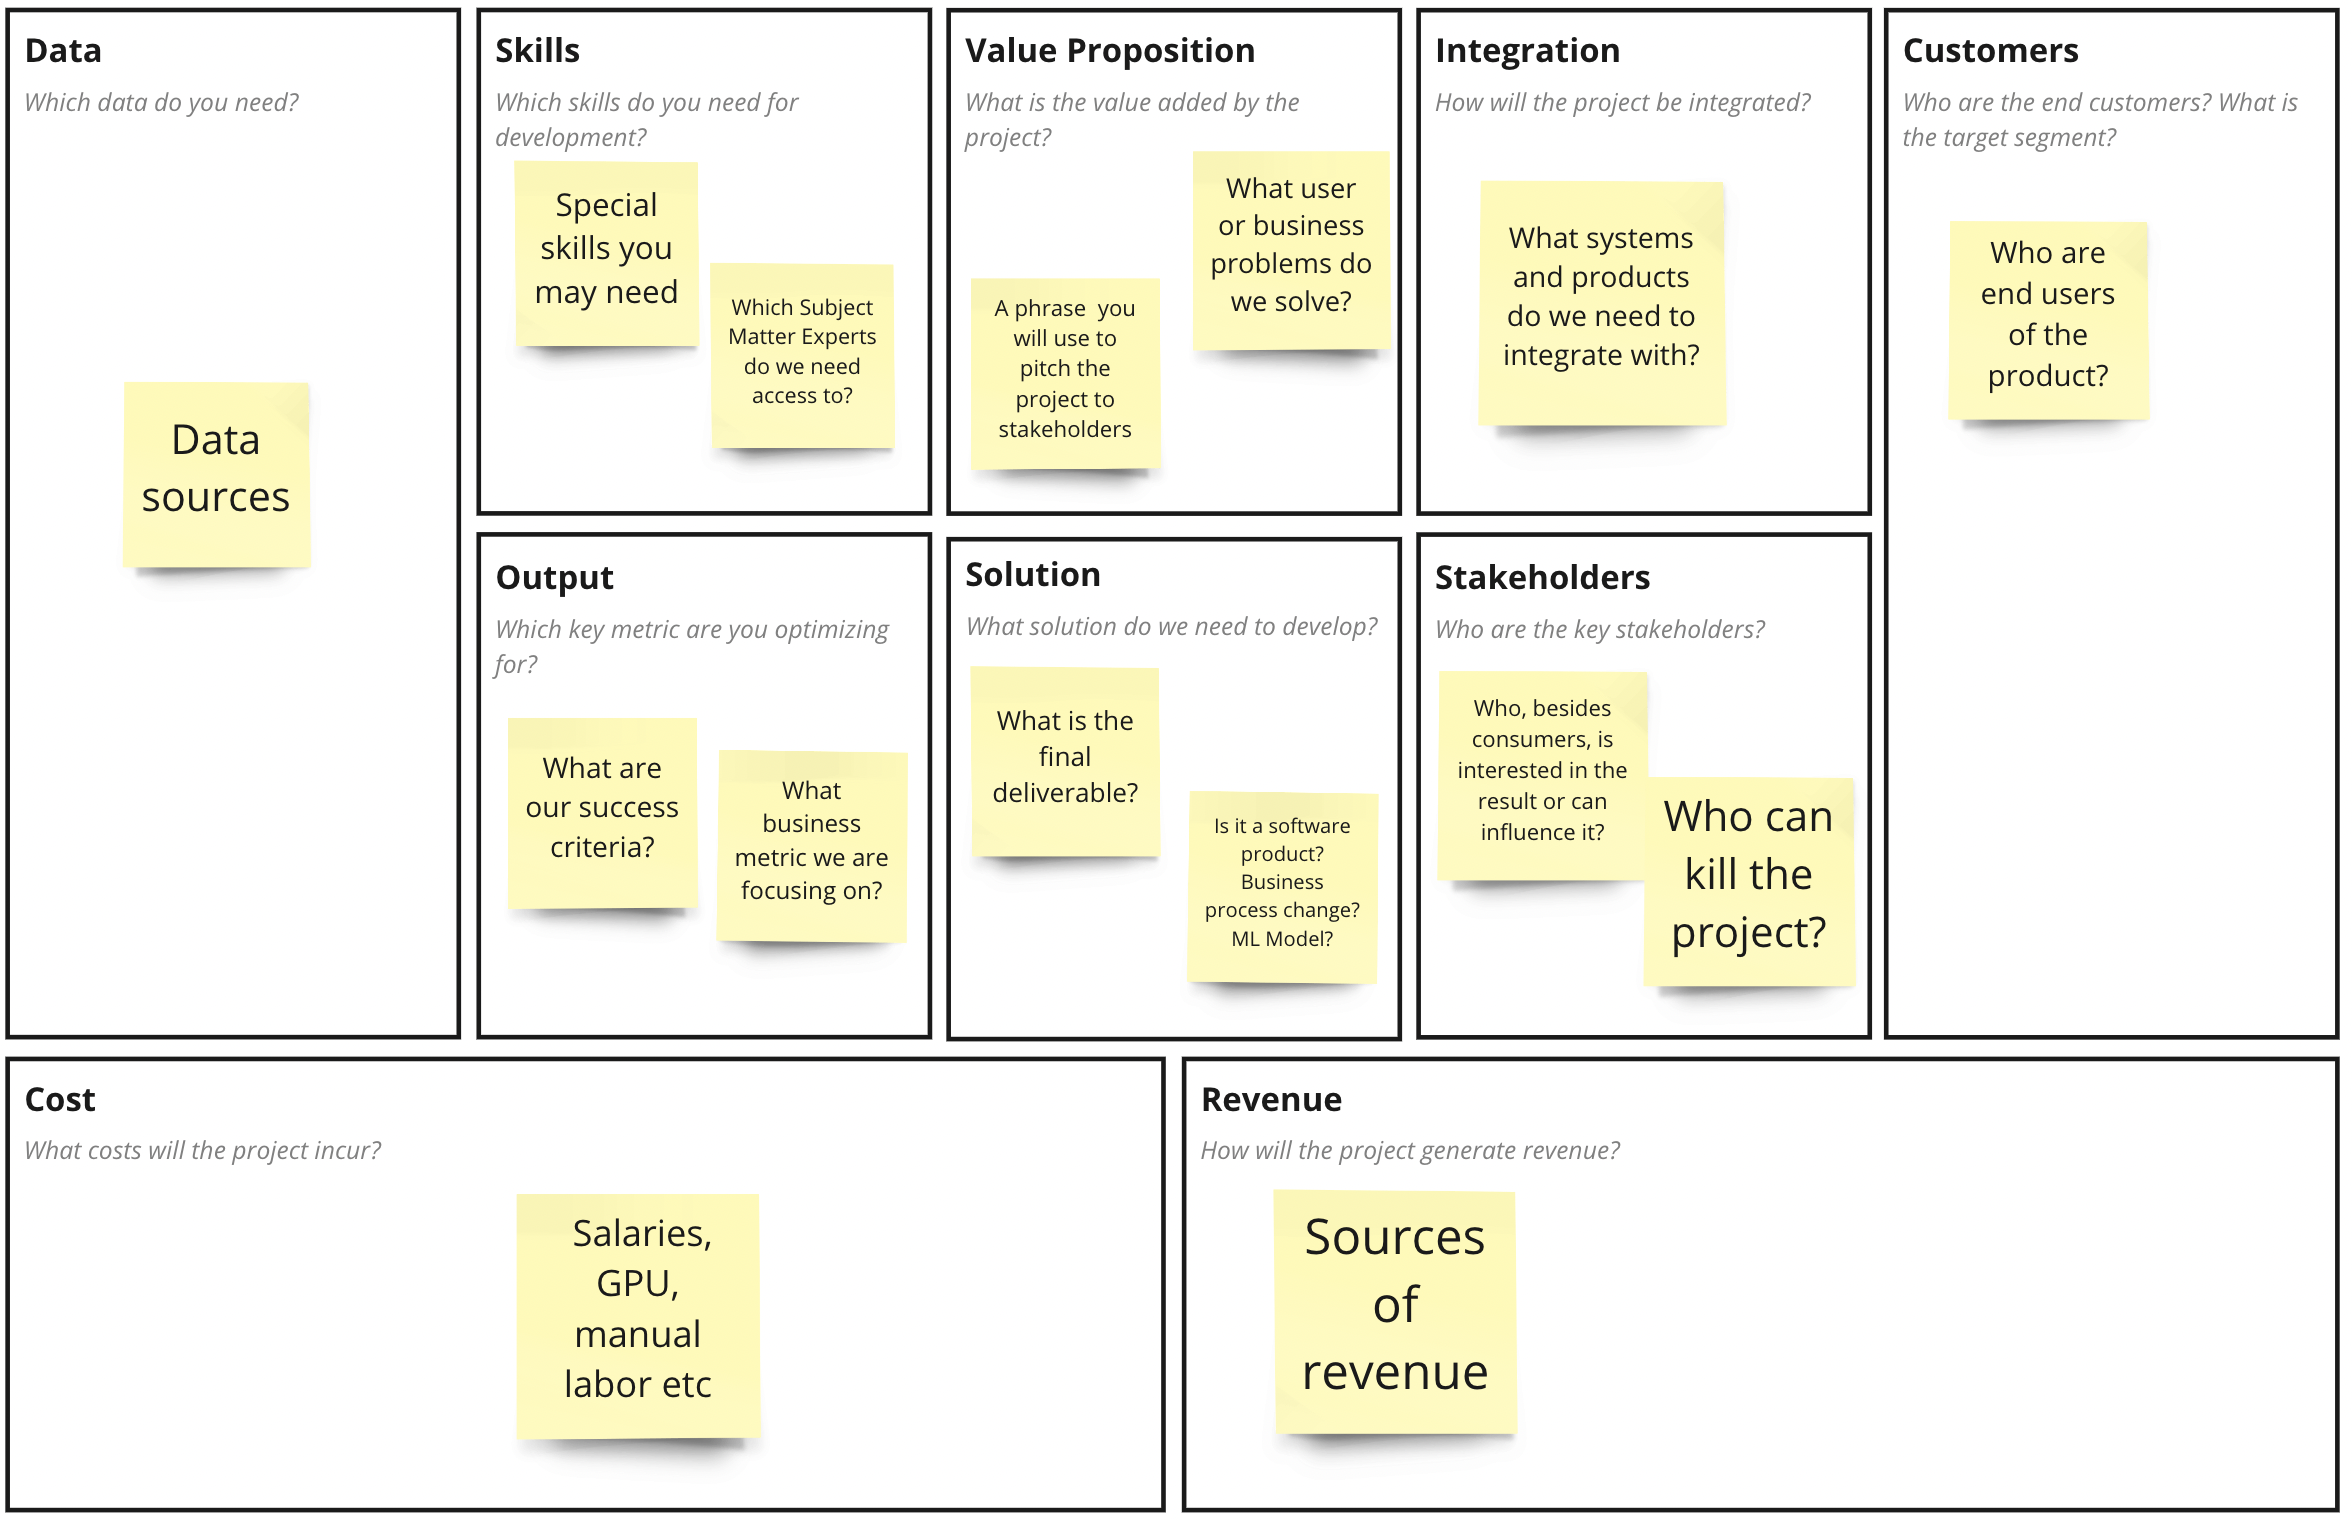 Data
Which data do you need?
Data
sources
Skills
Which skills do you need for
development?
Special
skills you
may need
Which Subject
Matter Experts
do we need
access to?
Value Proposition
What is the value added by the
project?
What user
or business
problems do
we solve?
A phrase  you
will use to
pitch the
project to
stakeholders
Integration
How will the project be integrated?
What systems
and products
do we need to
integrate with?
Customers
Who are the end customers? What is
the target segment?
Who are
end users
of the
product?
Output
Which key metric are you optimizing
for?
What are
our success
criteria?
What
business
metric we are
focusing on?
Solution
What solution do we need to develop?
What is the
final
deliverable?
Is it a software
product?
Business
process change?
ML Model?
Stakeholders
Who are the key stakeholders?
Who, besides
consumers, is
interested in the
result or can
influence it?
Who can
kill the
project?
Cost
What costs will the project incur?
Salaries,
GPU,
manual
labor etc
Revenue
How will the project generate revenue?
Sources
of
revenue